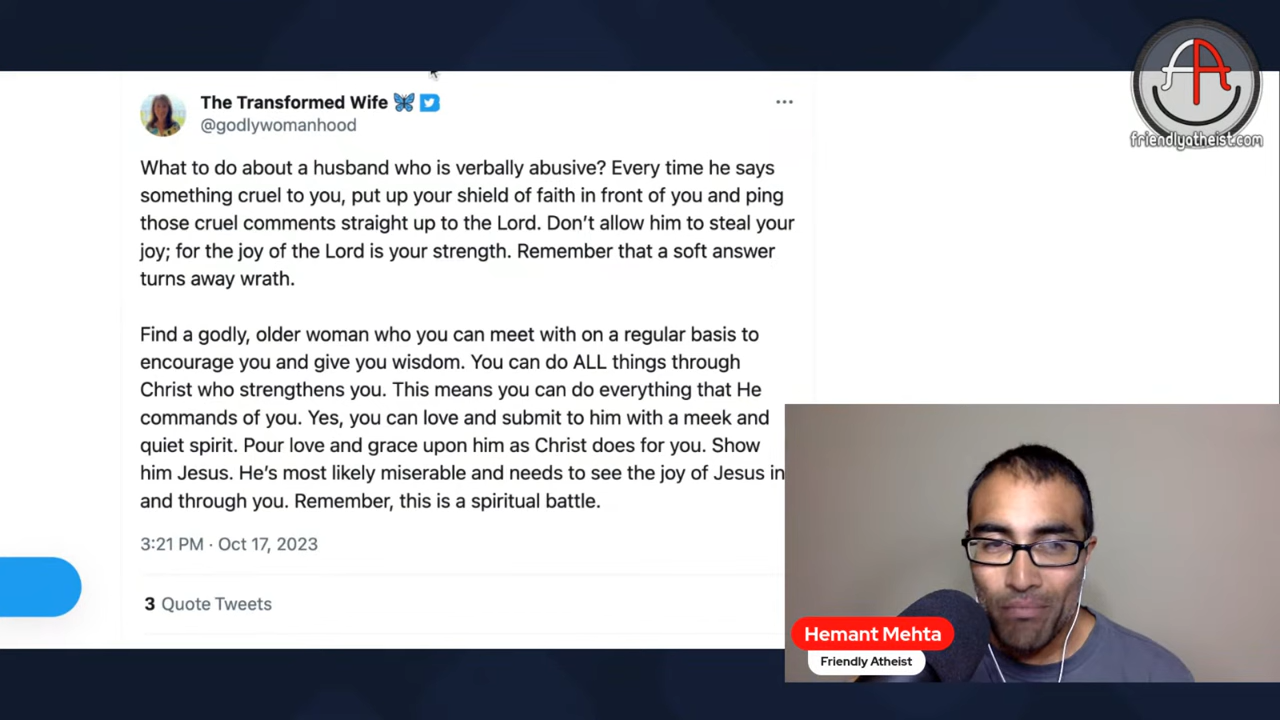 The Transformed Wife
@godlywomanhood
What to do about a husband who is verbally abusive? Every time he says
something cruel to you, put up your shield of faith in front of you and ping
those cruel comments straight up to the Lord. Don't allow him to steal your
joy; for the joy of the Lord is your strength. Remember that a soft answer
turns away wrath.
Find a godly, older woman who you can meet with on a regular basis to
encourage you and give you wisdom. You can do ALL things through
Christ who strengthens you. This means you can do everything that He
commands of you. Yes, you can love and submit to him with a meek and
quiet spirit. Pour love and grace upon him as Christ does for you. Show
him Jesus. He's most likely miserable and needs to see the joy of Jesus in
and through you. Remember, this is a spiritual battle.
3:21 PM · Oct 17, 2023
3 Quote Tweets
AA
friendlyatheist.com
Hemant Mehta
Friendly Atheist